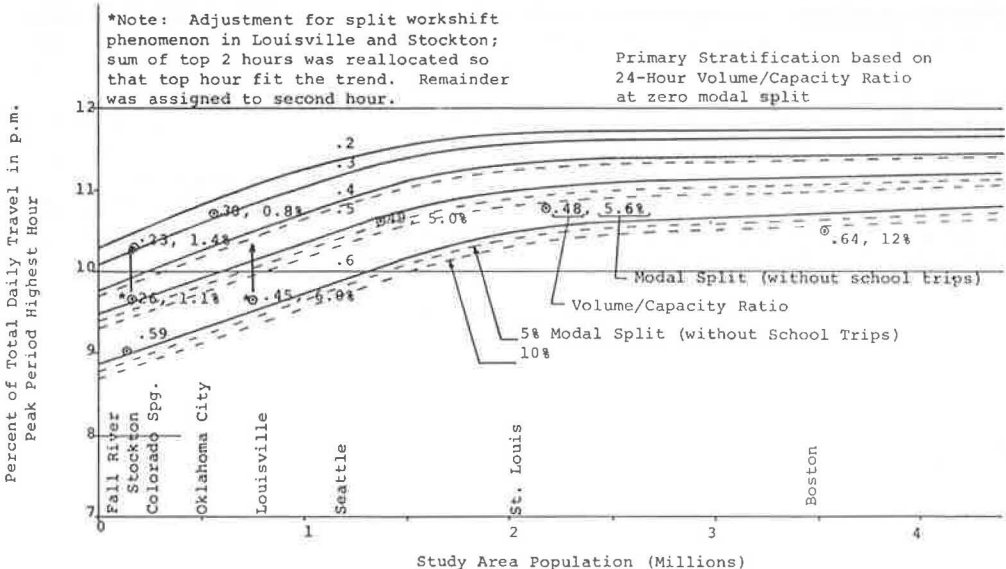 *Note: Adjustment for split workshift
phenomenon in Louisville and Stockton;
sum of top 2 hours was reallocated so
that top hour fit the trend. Remainder
was assigned to second hour.
Primary Stratification based on
24-Hour Volume/Capacity Ratio
at zero modal split
Percent of Total Daily Travel in p.m.
Peak Period Highest Hour
12
11
10
9
8
7
.2
.3
.4
.5
.6
.30, 0.8%
.23, 1.4%
*.26, 1.1%
* .45,
.59
5.0%
.48, 5.6%
.64, 12%
Modal Split (without school trips)
Volume/Capacity Ratio
5% Modal Split (Without School Trips)
10%
Fall River
Stockton
Colorado Spg.
Oklahoma City
Louisville
Seattle
St. Louis
Boston
0
1
2
3
4
Study Area Population (Millions)